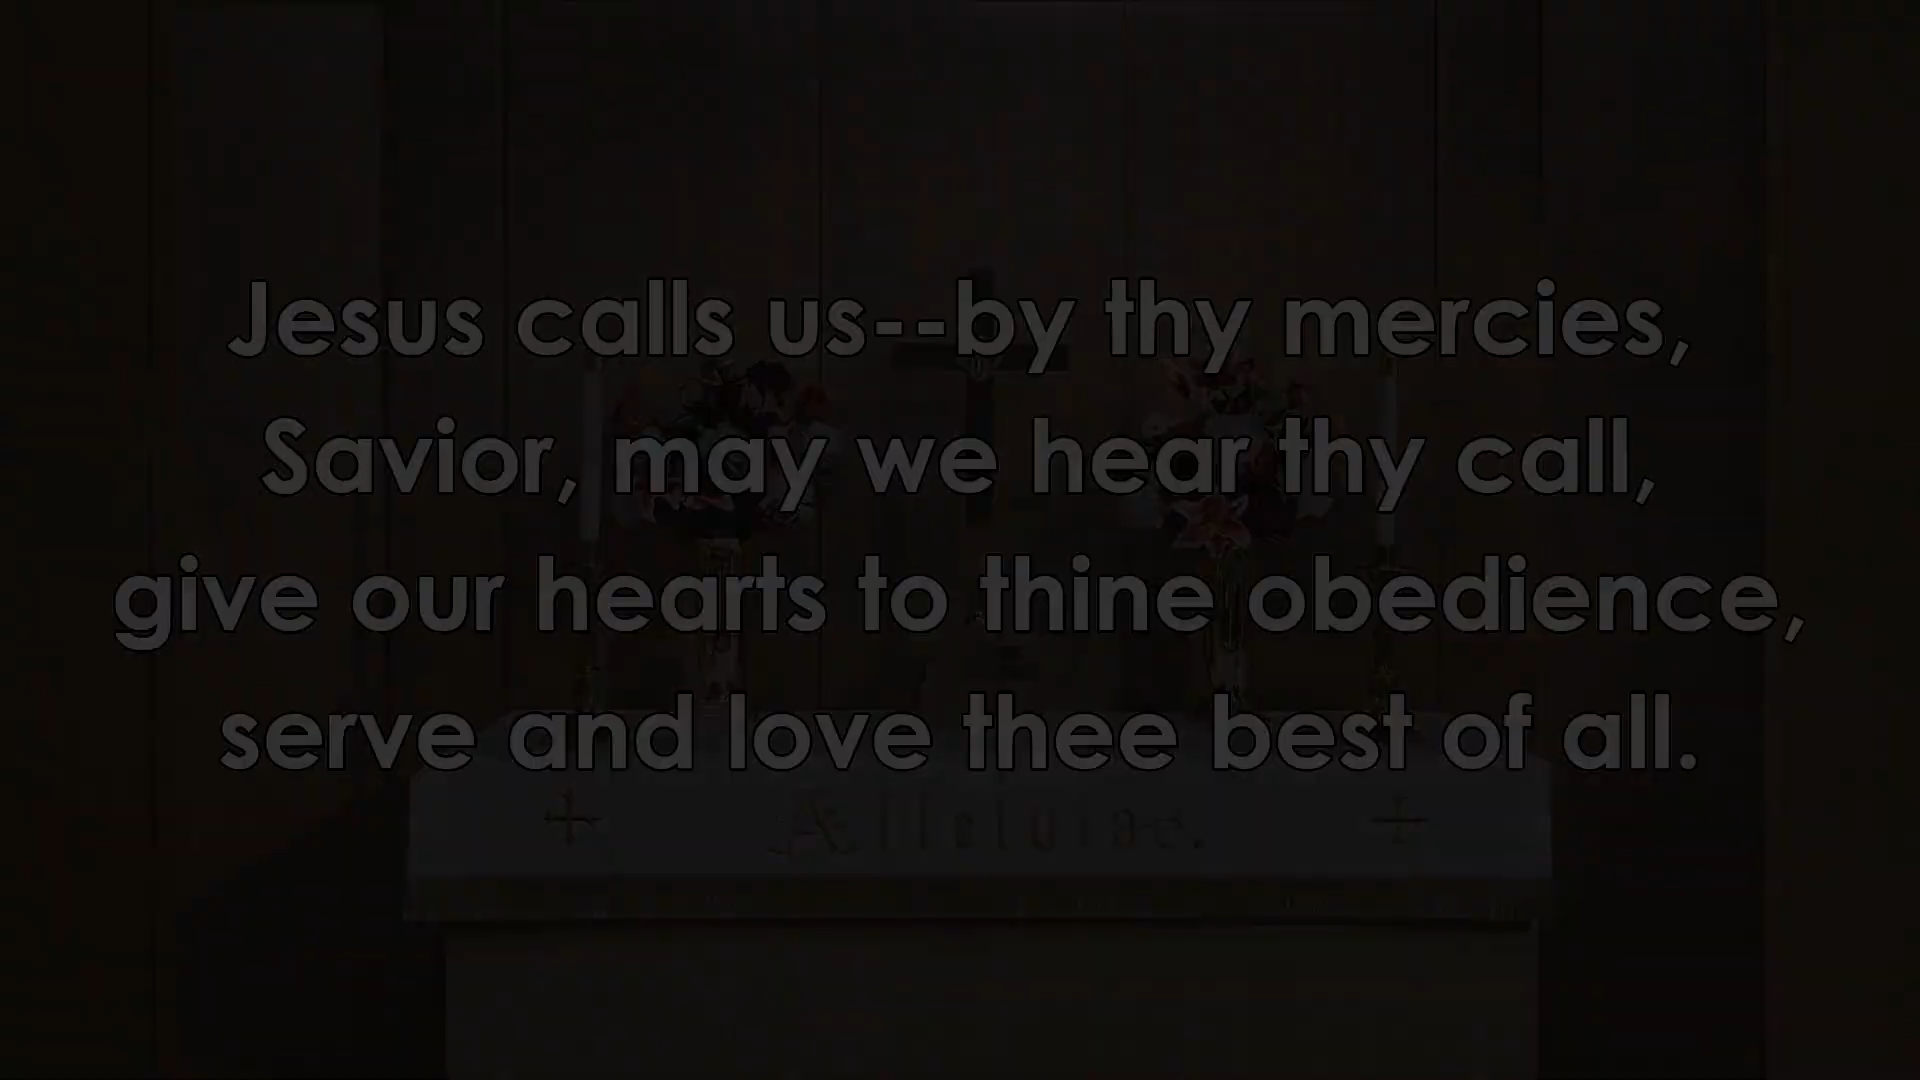 Jesus calls us--by thy mercies,
Savior, may we hear thy call,
give our hearts to thine obedience,
serve and love thee best of all.
Alleluiae.